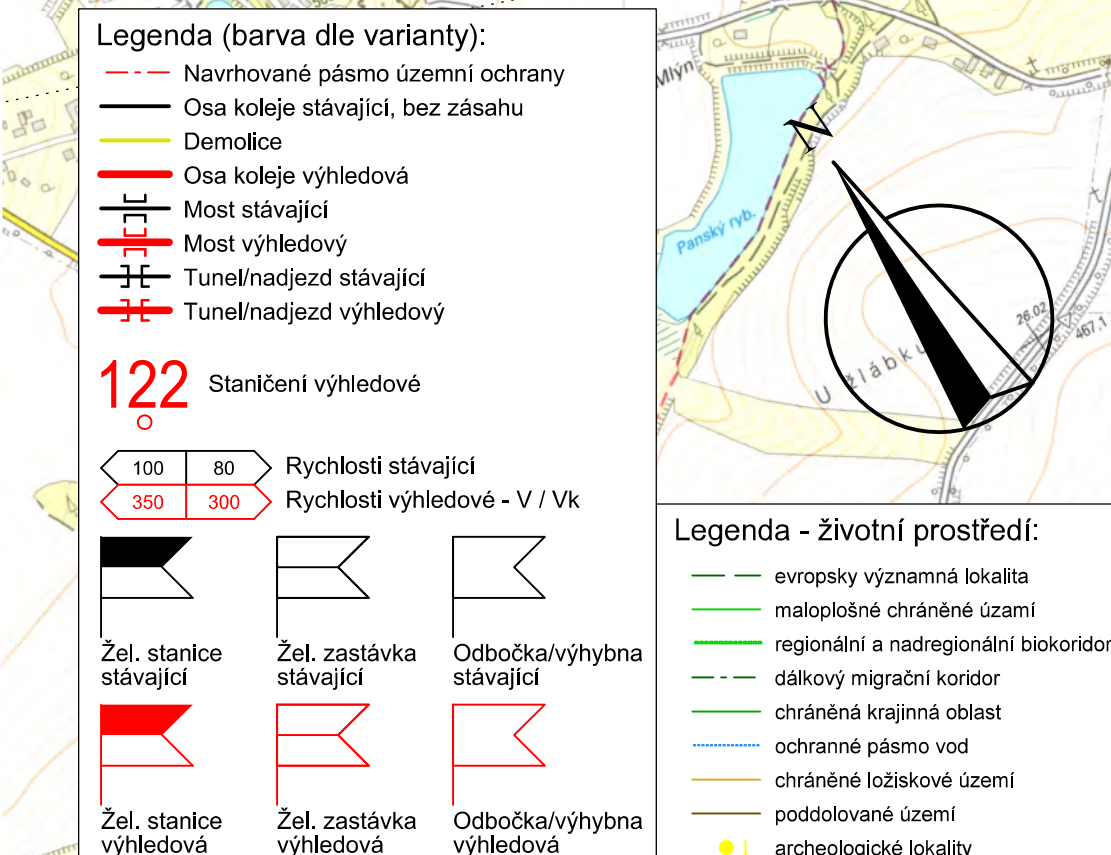 Legenda (barva dle varianty):
Navrhované pásmo územní ochrany
Osa koleje stávající, bez zásahu
Demolice
Osa koleje výhledová
Most stávající
Most výhledový
Tunel/nadjezd stávající
Tunel/nadjezd výhledový
122 Staničení výhledové
100 80 Rychlosti stávající
350 300 Rychlosti výhledové - V / Vk
Žel. stanice
stávající
Žel. zastávka
stávající
Odbočka/výhybna
stávající
Žel. stanice
výhledová
Žel. zastávka
výhledová
Odbočka/výhybna
výhledová
Mlýn
N
Panský ryb.
U žlábku
26.02
467,1
Legenda - životní prostředí:
evropsky významná lokalita
maloplošné chráněné úzamí
regionální a nadregionální biokoridor
dálkový migrační koridor
chráněná krajinná oblast
ochranné pásmo vod
chráněné ložiskové území
poddolované území
1 archeologické lokality